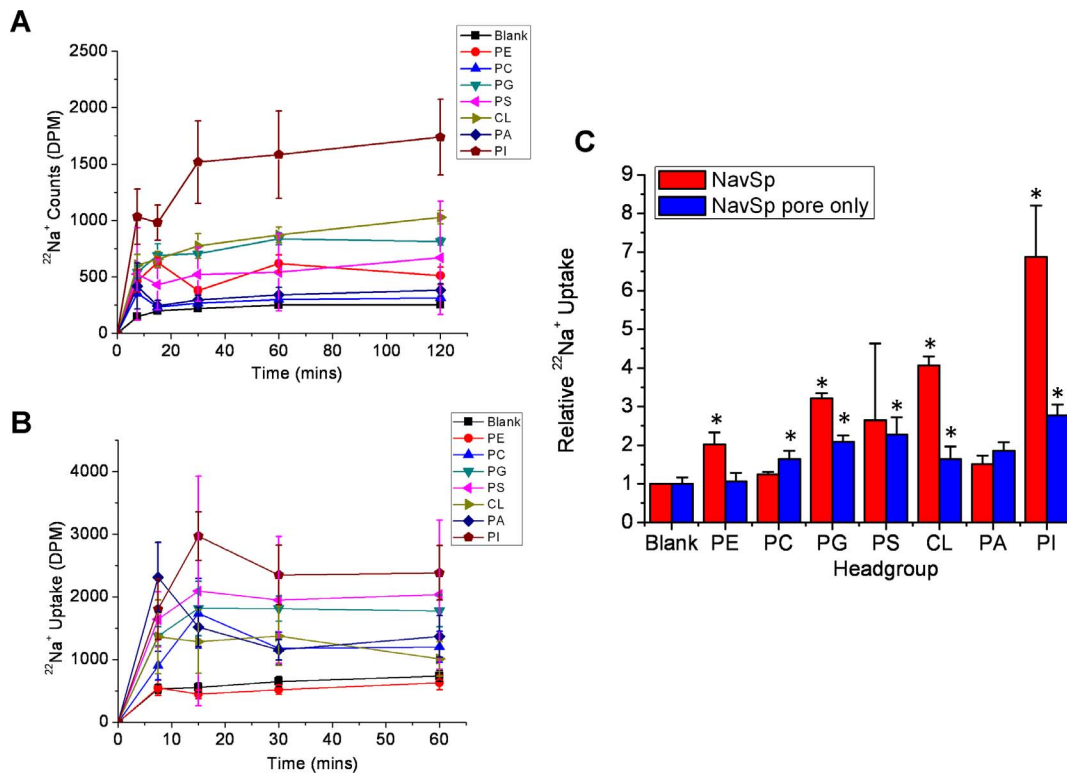 A
Blank
PE
PC
PG
PS
CL
PA
PI
2500
2000
1500
1000
500
0
²²Na⁺ Counts (DPM)
0 20 40 60 80 100 120
Time (mins)
B
Blank
PE
PC
PG
PS
CL
PA
PI
4000
3000
2000
1000
0
²²Na⁺ Uptake (DPM)
0 10 20 30 40 50 60
Time (mins)
C
NavSp
NavSp pore only
9
8
7
6
5
4
3
2
1
0
Relative ²²Na⁺ Uptake
* * * * * * * * *
Blank PE PC PG PS CL PA PI
Headgroup